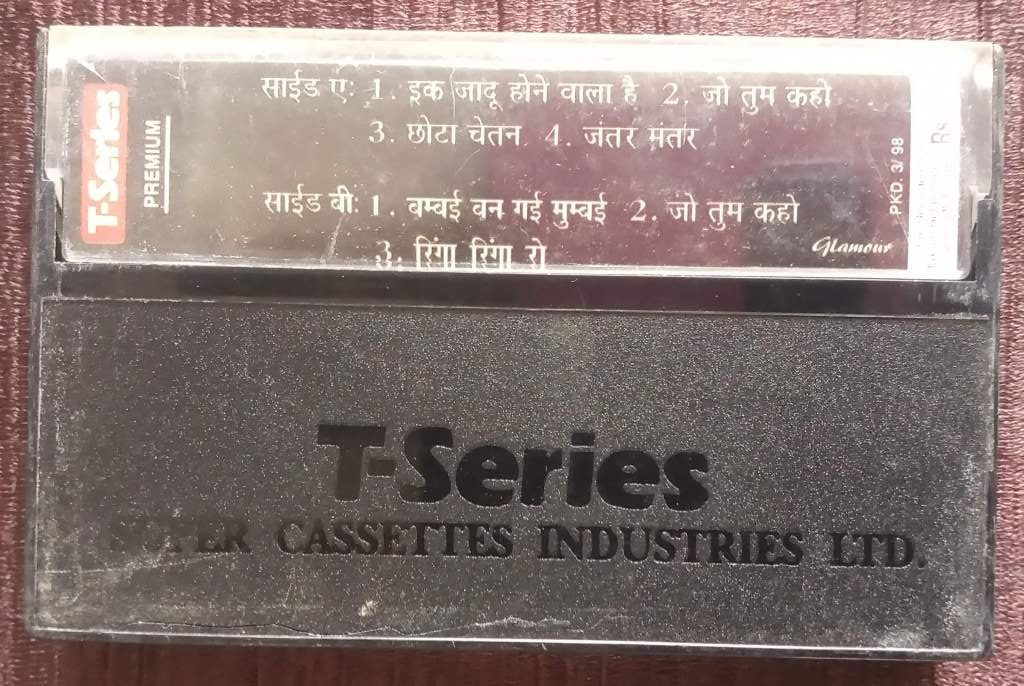 T-Series
PREMIUM
साईड ए: 1. इक जादू होने वाला है 2. जो तुम कहो
3. छोटा चेतन 4. जंतर मंतर
साईड बी: 1. बम्बई बन गई मुम्बई 2. जो तुम कहो
3. रिंगा रिंगा रो
Glamour
PKD. 3/98
Rs
T-Series
SUPER CASSETTES INDUSTRIES LTD.